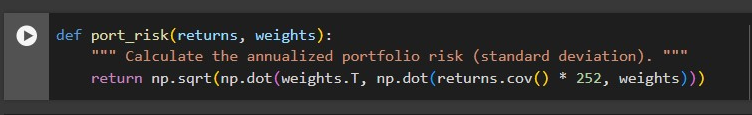 def port_risk(returns, weights):
    """ Calculate the annualized portfolio risk (standard deviation). """
    return np.sqrt(np.dot(weights.T, np.dot(returns.cov() * 252, weights)))